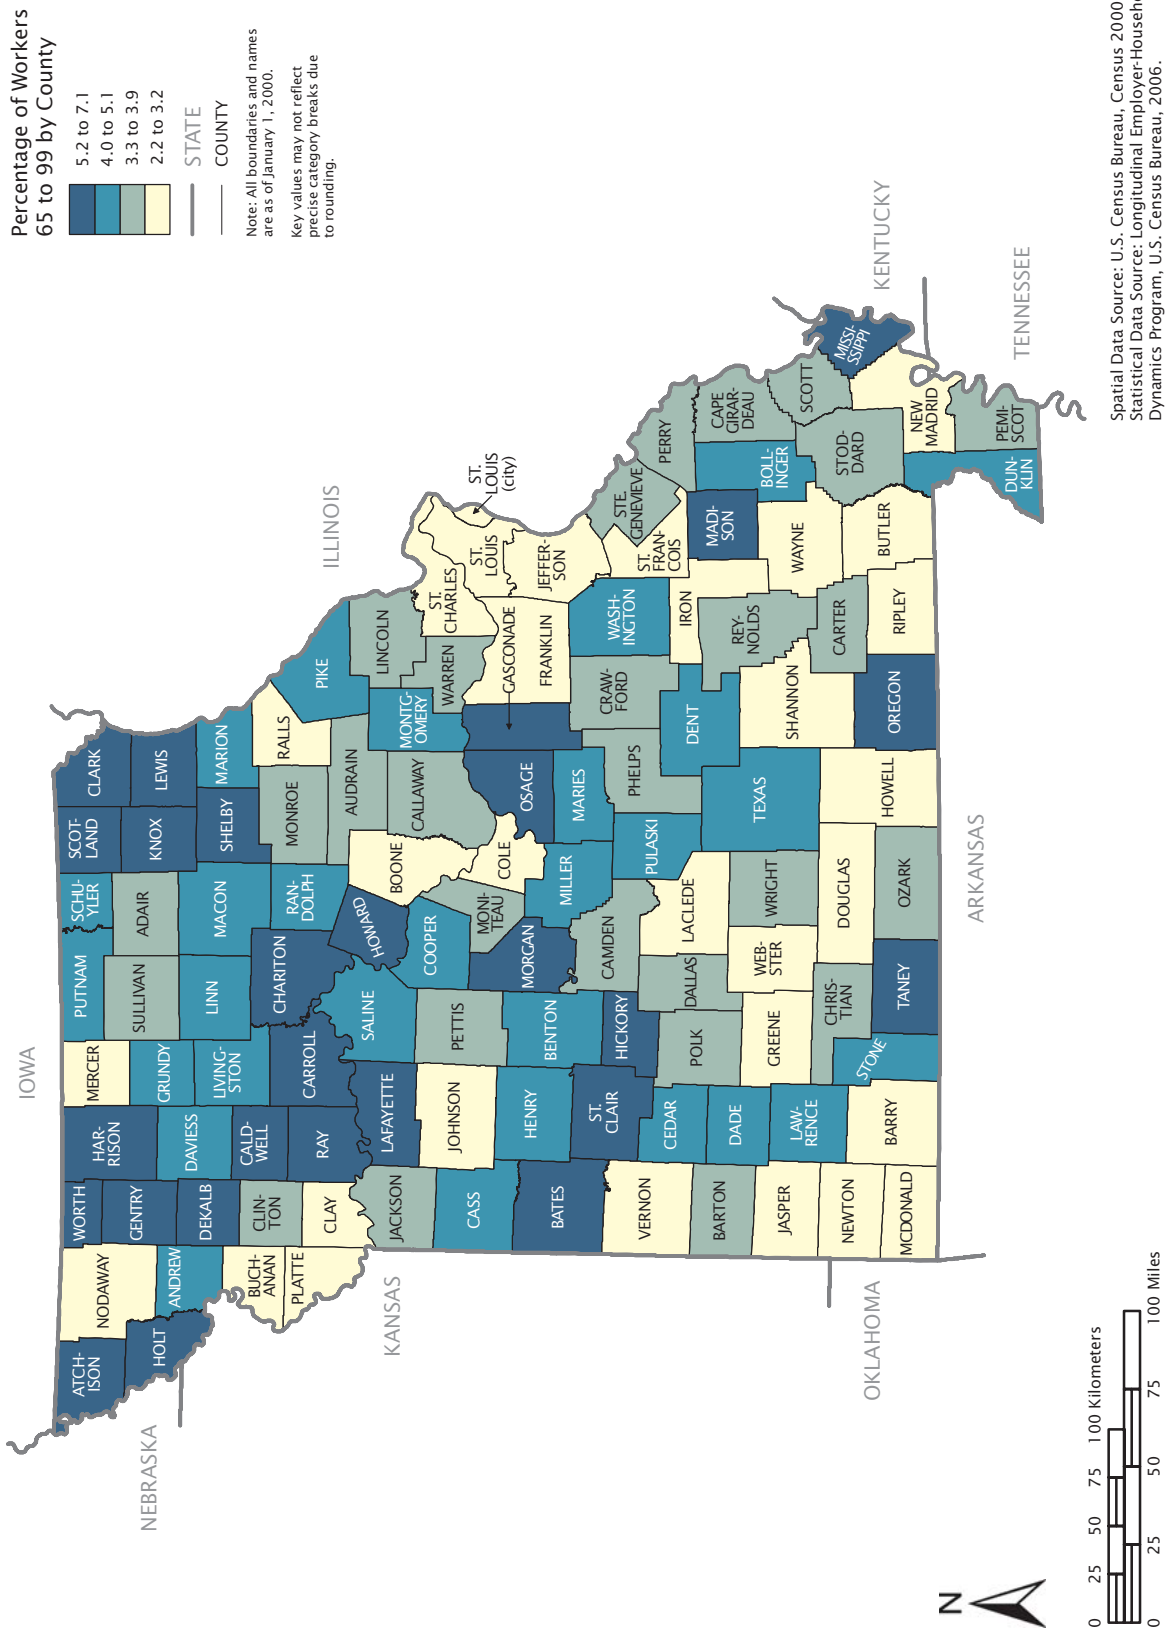 Percentage of Workers
65 to 99 by County
5.2 to 7.1
4.0 to 5.1
3.3 to 3.9
2.2 to 3.2
STATE
COUNTY
Note: All boundaries and names
are as of January 1, 2000.
Key values may not reflect
precise category breaks due
to rounding.
IOWA
NEBRASKA
ILLINOIS
KANSAS
KENTUCKY
TENNESSEE
OKLAHOMA
ARKANSAS
ATCH-
ISON
NODAWAY
WORTH
HAR-
RISON
MERCER
PUTNAM
SCHU-
YLER
SCOT-
LAND
CLARK
HOLT
ANDREW
GENTRY
DEKALB
DAVIESS
GRUNDY
SULLIVAN
ADAIR
KNOX
LEWIS
BUCH-
ANAN
PLATTE
CLIN-
TON
CLAY
CALD-
WELL
RAY
LIVING-
STON
CARROLL
LINN
CHARITON
MACON
RAN-
DOLPH
SHELBY
MARION
MONROE
RALLS
PIKE
AUDRAIN
LINCOLN
HOWARD
BOONE
CALLAWAY
MONTG-
OMERY
WARREN
ST.
CHARLES
ST.
LOUIS
ST.
LOUIS
(city)
JACKSON
LAFAYETTE
SALINE
COOPER
MONI-
TEAU
COLE
OSAGE
GASCONADE
FRANKLIN
JEFFER-
SON
CASS
JOHNSON
PETTIS
MORGAN
MILLER
MARIES
BATES
HENRY
BENTON
CAMDEN
PULASKI
PHELPS
CRAW-
FORD
WASH-
INGTON
ST.
FRAN-
COIS
STE.
GENEVIEVE
PERRY
VERNON
ST.
CLAIR
HICKORY
CEDAR
POLK
DALLAS
LACLEDE
TEXAS
DENT
IRON
REY-
NOLDS
MADI-
SON
BOLL-
INGER
CAPE
GIRAR-
DEAU
SCOTT
MISSI-
SSIPPI
BARTON
DADE
GREENE
WEB-
STER
WRIGHT
SHANNON
CARTER
WAYNE
STOD-
DARD
NEW
MADRID
JASPER
LAW-
RENCE
CHRIS-
TIAN
DOUGLAS
HOWELL
OREGON
RIPLEY
BUTLER
NEWTON
MCDONALD
BARRY
STONE
TANEY
OZARK
DUN-
KLIN
PEMI-
SCOT
N
0 25 50 75 100 Kilometers
0 25 50 75 100 Miles
Spatial Data Source: U.S. Census Bureau, Census 2000
Statistical Data Source: Longitudinal Employer-Househo
Dynamics Program, U.S. Census Bureau, 2006.